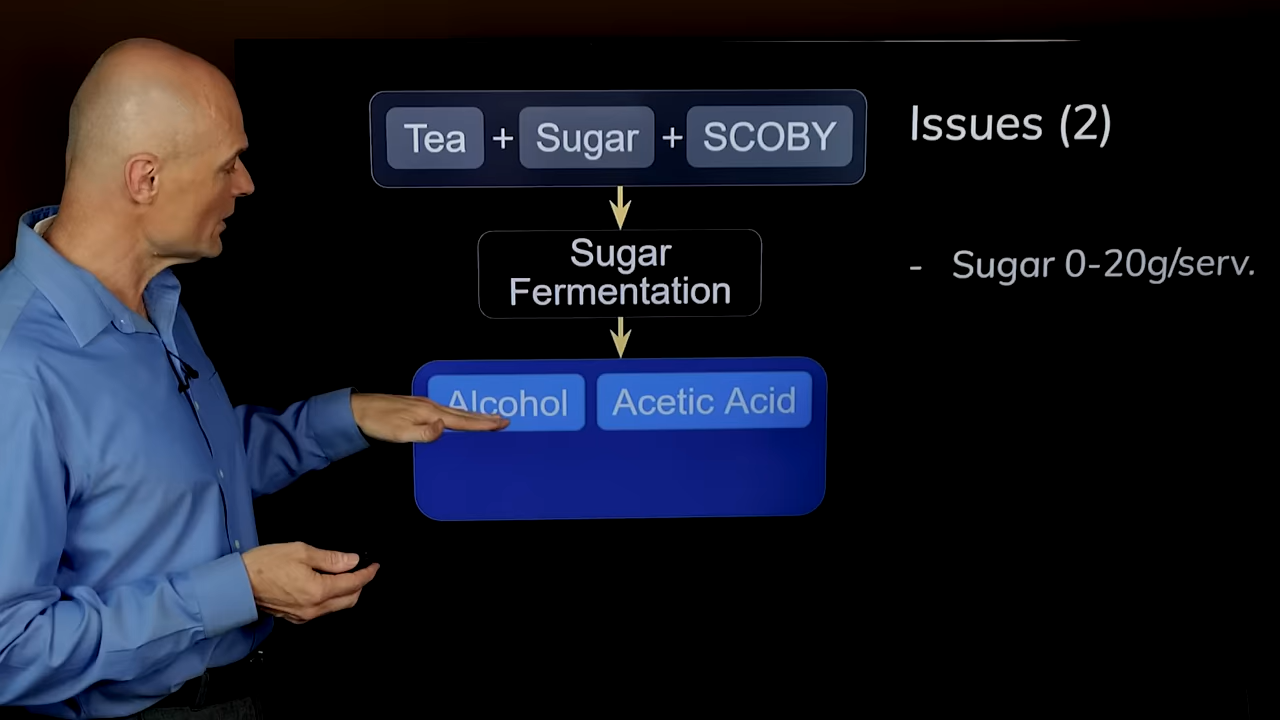 Tea + Sugar + SCOBY
Sugar
Fermentation
Alcohol
Acetic Acid
Issues (2)
- Sugar 0-20g/serv.